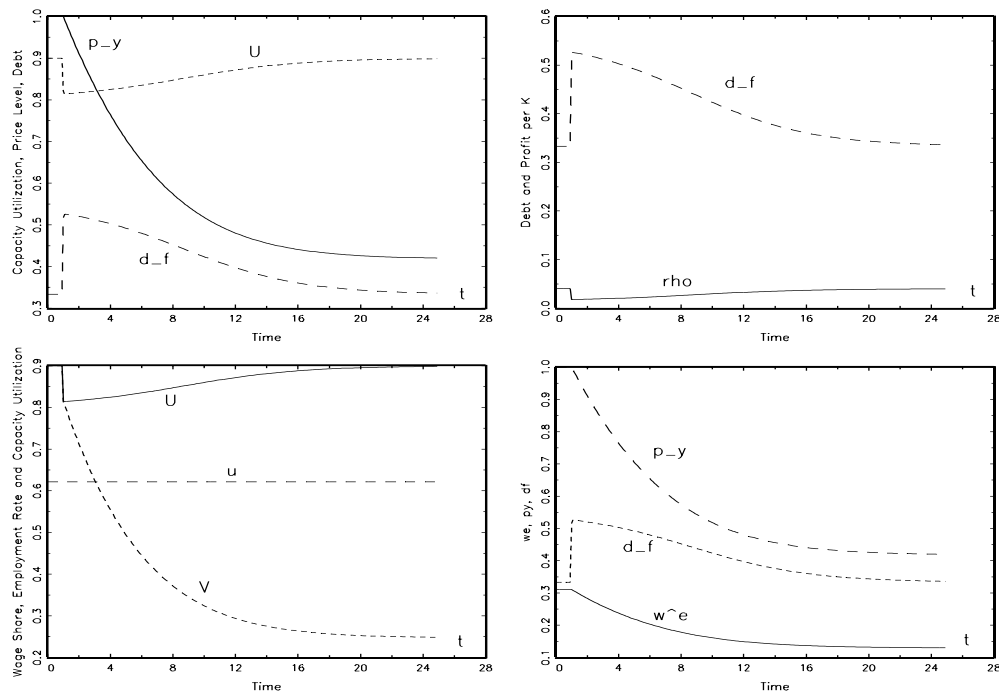 Capacity Utilization, Price Level, Debt
1.0
0.9
0.8
0.7
0.6
0.5
0.4
0.3
p_y
U
d_f
t
0 4 8 12 16 20 24 28
Time
Debt and Profit per K
0.6
0.5
0.4
0.3
0.2
0.1
0.0
d_f
rho
t
0 4 8 12 16 20 24 28
Time
Wage Share, Employment Rate and Capacity Utilization
0.9
0.8
0.7
0.6
0.5
0.4
0.3
0.2
U
u
V
t
0 4 8 12 16 20 24 28
Time
we, py, df
1.0
0.9
0.8
0.7
0.6
0.5
0.4
0.3
0.2
0.1
p_y
d_f
w^e
t
0 4 8 12 16 20 24 28
Time